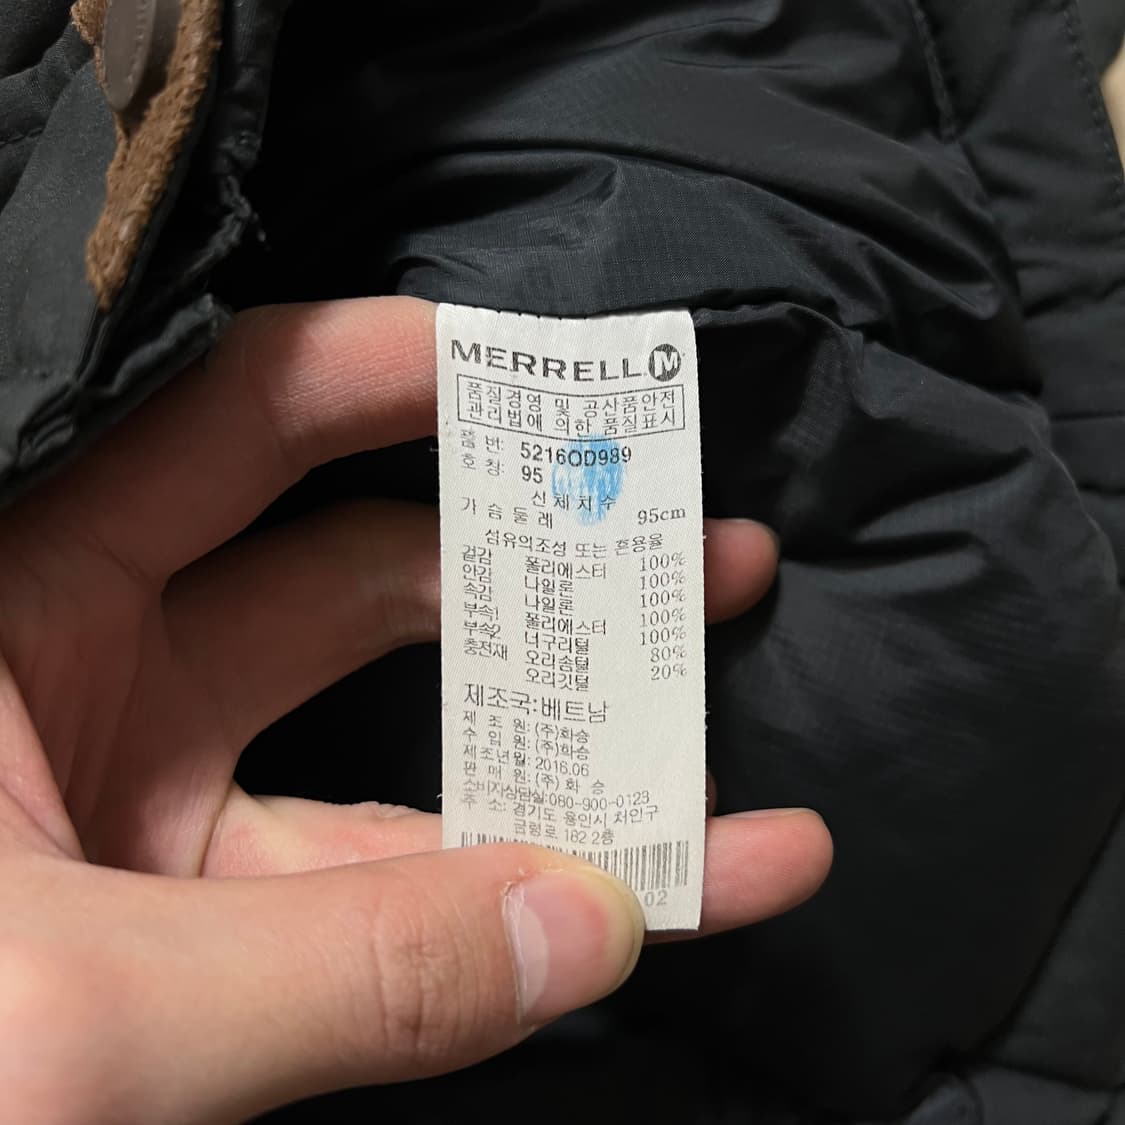 MERRELL M
품질경영 및 공산품안전
관리법에 의한 품질표시
품 번: 5216OD989
호 칭: 95
신체치수
가슴둘레 95cm
섬유의조성 또는 혼용율
겉감 폴리에스터 100%
안감 나일론 100%
속감 나일론 100%
부속1 폴리에스터 100%
부속2 너구리털 100%
충전재 오리솜털 80%
오리깃털 20%
제조국:베트남
제 조 원: (주)화승
수 입 원: (주)화승
제조년월: 2016.06
판 매 원: (주) 화 승
소비자상담실:080-900-0123
주 소: 경기도 용인시 처인구
금령로 182 2층
02